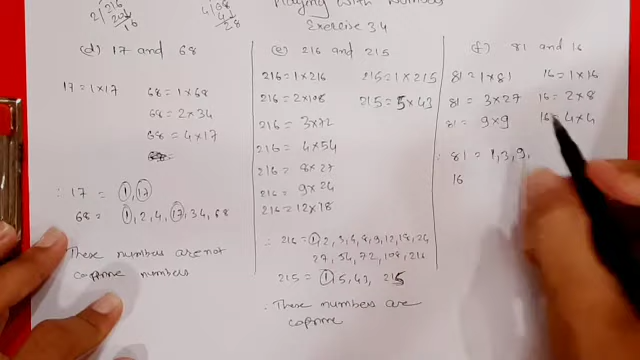 Playing with Numbers
Exercise 3.4
(d) 17 and 68
17 = 1×17
68 = 1×68
68 = 2×34
68 = 4×17
∴ 17 = 1, 17
68 = 1, 2, 4, 17, 34, 68
These numbers are not
coprime numbers
(e) 216 and 215
216 = 1×216
215 = 1×215
216 = 2×108
215 = 5×43
216 = 3×72
216 = 4×54
216 = 8×27
216 = 9×24
216 = 12×18
∴ 216 = 1, 2, 3, 4, 8, 9, 12, 18, 24
27, 54, 72, 108, 216
215 = 1, 5, 43, 215
∴ These numbers are
coprime
(f) 81 and 16
81 = 1×81
16 = 1×16
81 = 3×27
16 = 2×8
81 = 9×9
16 = 4×4
∴ 81 = 1, 3, 9,
16